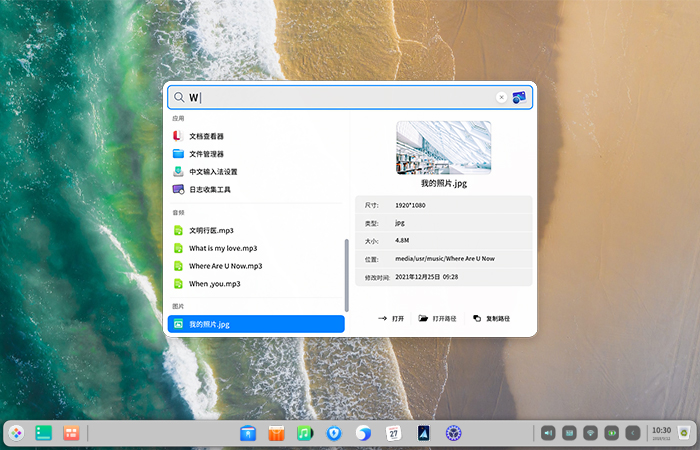 W
应用
文档查看器
文件管理器
中文输入法设置
日志收集工具
音频
文明行医.mp3
What is my love.mp3
Where Are U Now.mp3
When ,you.mp3
图片
我的照片.jpg
我的照片.jpg
尺寸: 1920*1080
类型: jpg
大小: 4.8M
位置: media/usr/music/Where Are U Now
修改时间: 2021年12月25日 09:28
打开
打开路径
复制路径
27
10:30